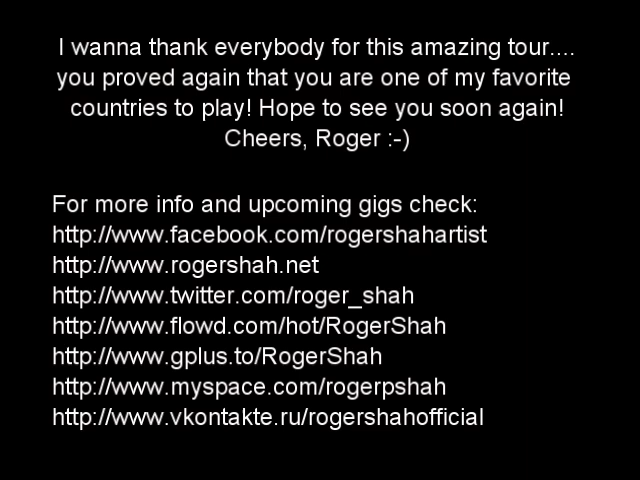 I wanna thank everybody for this amazing tour....
you proved again that you are one of my favorite
countries to play! Hope to see you soon again!
Cheers, Roger :-)
For more info and upcoming gigs check:
http://www.facebook.com/rogershahartist
http://www.rogershah.net
http://www.twitter.com/roger_shah
http://www.flowd.com/hot/RogerShah
http://www.gplus.to/RogerShah
http://www.myspace.com/rogerpshah
http://www.vkontakte.ru/rogershahofficial